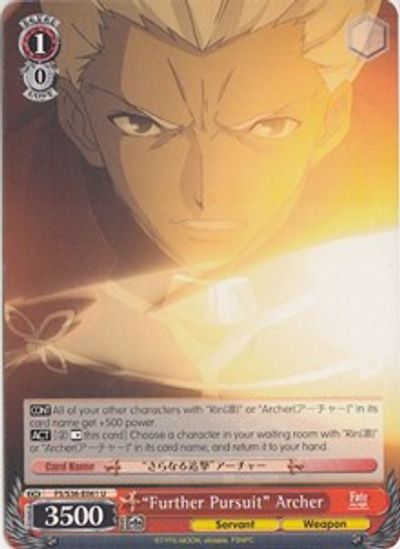 LEVEL
1
0
COST
CONT All of your other characters with "Rin(凛)" or "Archer(アーチャー)" in its
card name get +500 power.
ACT [② this card] Choose a character in your waiting room with "Rin(凛)"
or "Archer(アーチャー)" in its card name, and return it to your hand.
Card Name
"さらなる追撃"アーチャー
CH
FS/S36-E061 U
"Further Pursuit" Archer
3500
Servant
Weapon
Fate
©TYPE-MOON, ufotable, FSNPC